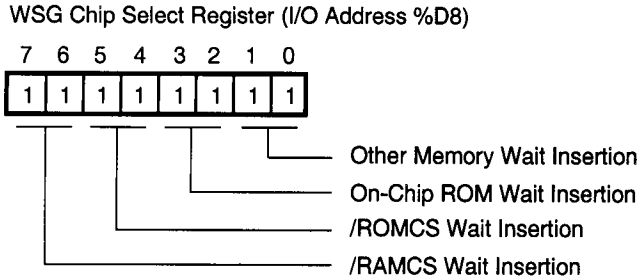 WSG Chip Select Register (I/O Address %D8)
7 6 5 4 3 2 1 0
1 1 1 1 1 1 1 1
Other Memory Wait Insertion
On-Chip ROM Wait Insertion
/ROMCS Wait Insertion
/RAMCS Wait Insertion